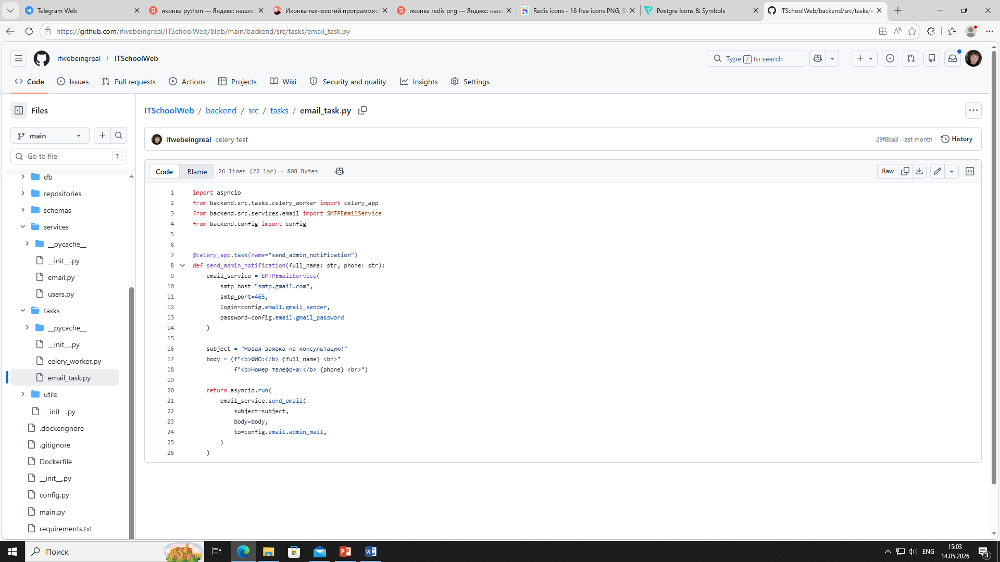 Telegram Web
иконка python — Яндекс: нашлос
Иконка технологий программист
иконка redis png — Яндекс: наш
Redis icons - 16 free icons PNG, SV
Postgre Icons & Symbols
ITSchoolWeb/backend/src/tasks/e
https://github.com/ifwebeingreal/ITSchoolWeb/blob/main/backend/src/tasks/email_task.py
ifwebeingreal / ITSchoolWeb
Type / to search
Code
Issues
Pull requests
Actions
Projects
Wiki
Security and quality
Insights
Settings
Files
main
Go to file
T
db
repositories
schemas
services
__pycache__
__init__.py
email.py
users.py
tasks
__pycache__
__init__.py
celery_worker.py
email_task.py
utils
__init__.py
.dockerignore
.gitignore
Dockerfile
__init__.py
config.py
main.py
requirements.txt
ITSchoolWeb / backend / src / tasks / email_task.py
ifwebeingreal celery test
29f8ba3 · last month
History
Code
Blame
26 lines (22 loc) · 808 Bytes
Raw
1 import asyncio
2 from backend.src.tasks.celery_worker import celery_app
3 from backend.src.services.email import SMTPEmailService
4 from backend.config import config
5
6
7 @celery_app.task(name="send_admin_notification")
8 def send_admin_notification(full_name: str, phone: str):
9 email_service = SMTPEmailService(
10 smtp_host="smtp.gmail.com",
11 smtp_port=465,
12 login=config.email.gmail_sender,
13 password=config.email.gmail_password
14 )
15
16 subject = "Новая заявка на консультацию!"
17 body = (f"<b>ФИО:</b> {full_name} <br>"
18 f"<b>Номер телефона:</b> {phone} <br>")
19
20 return asyncio.run(
21 email_service.send_email(
22 subject=subject,
23 body=body,
24 to=config.email.admin_mail,
25 )
26 )
Поиск
ENG
15:03
14.05.2026
3